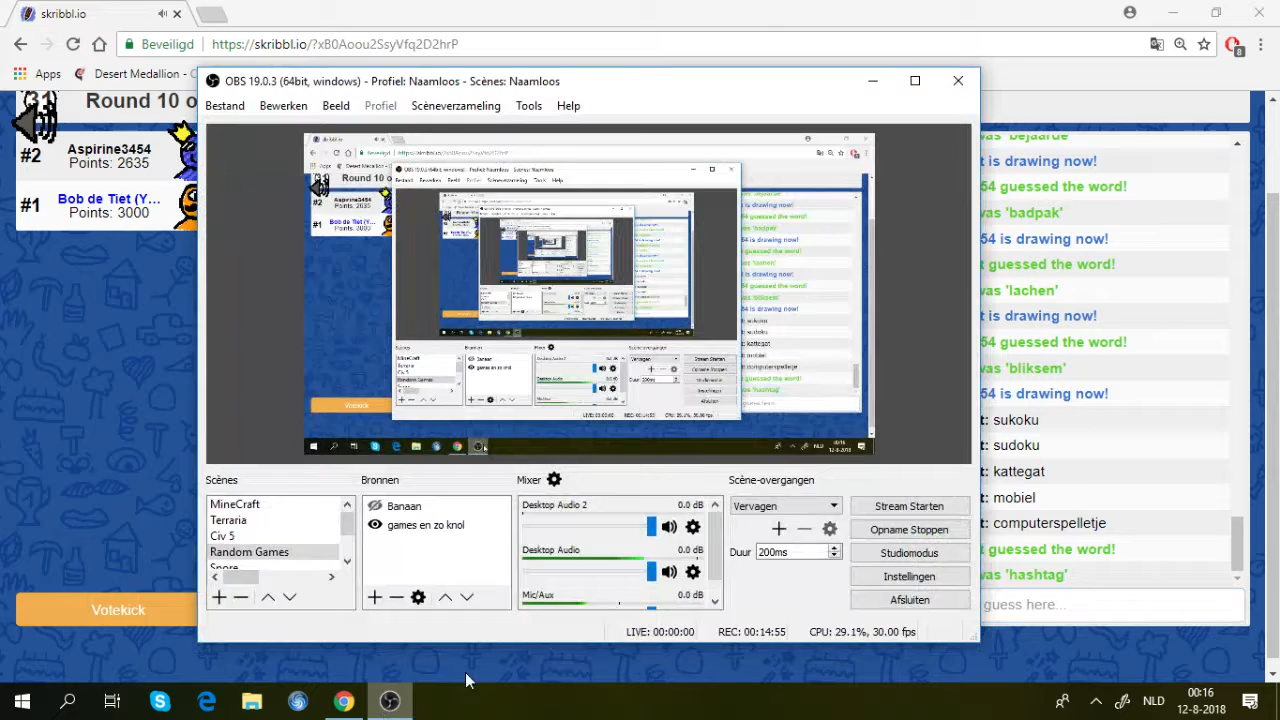 skribbl.io
Beveiligd
https://skribbl.io/?xB0Aoou2SsyVfq2D2hrP
8
Apps
Desert Medallion - C
(31)
Round 10 o
#2
Aspirine3454
Points: 2635
#1
Bob de Tiet (Y...
Points: 3000
Votekick
OBS 19.0.3 (64bit, windows) - Profiel: Naamloos - Scènes: Naamloos
Bestand
Bewerken
Beeld
Profiel
Scèneverzameling
Tools
Help
Scènes
MineCraft
Terraria
Civ 5
Random Games
Spore
Bronnen
Banaan
games en zo knol
Mixer
Desktop Audio 2
0.0 dB
Desktop Audio
0.0 dB
Mic/Aux
0.0 dB
Scène-overgangen
Vervagen
Duur
200ms
Stream Starten
Opname Stoppen
Studiomodus
Instellingen
Afsluiten
LIVE: 00:00:00
REC: 00:14:55
CPU: 29.1%, 30.00 fps
was 'bejaarde'
t is drawing now!
54 guessed the word!
was 'badpak'
54 is drawing now!
t guessed the word!
was 'lachen'
t is drawing now!
54 guessed the word!
was 'bliksem'
54 is drawing now!
t: sukoku
t: sudoku
t: kattegat
t: mobiel
t: computerspelletje
t guessed the word!
was 'hashtag'
guess here...
NLD
00:16
12-8-2018